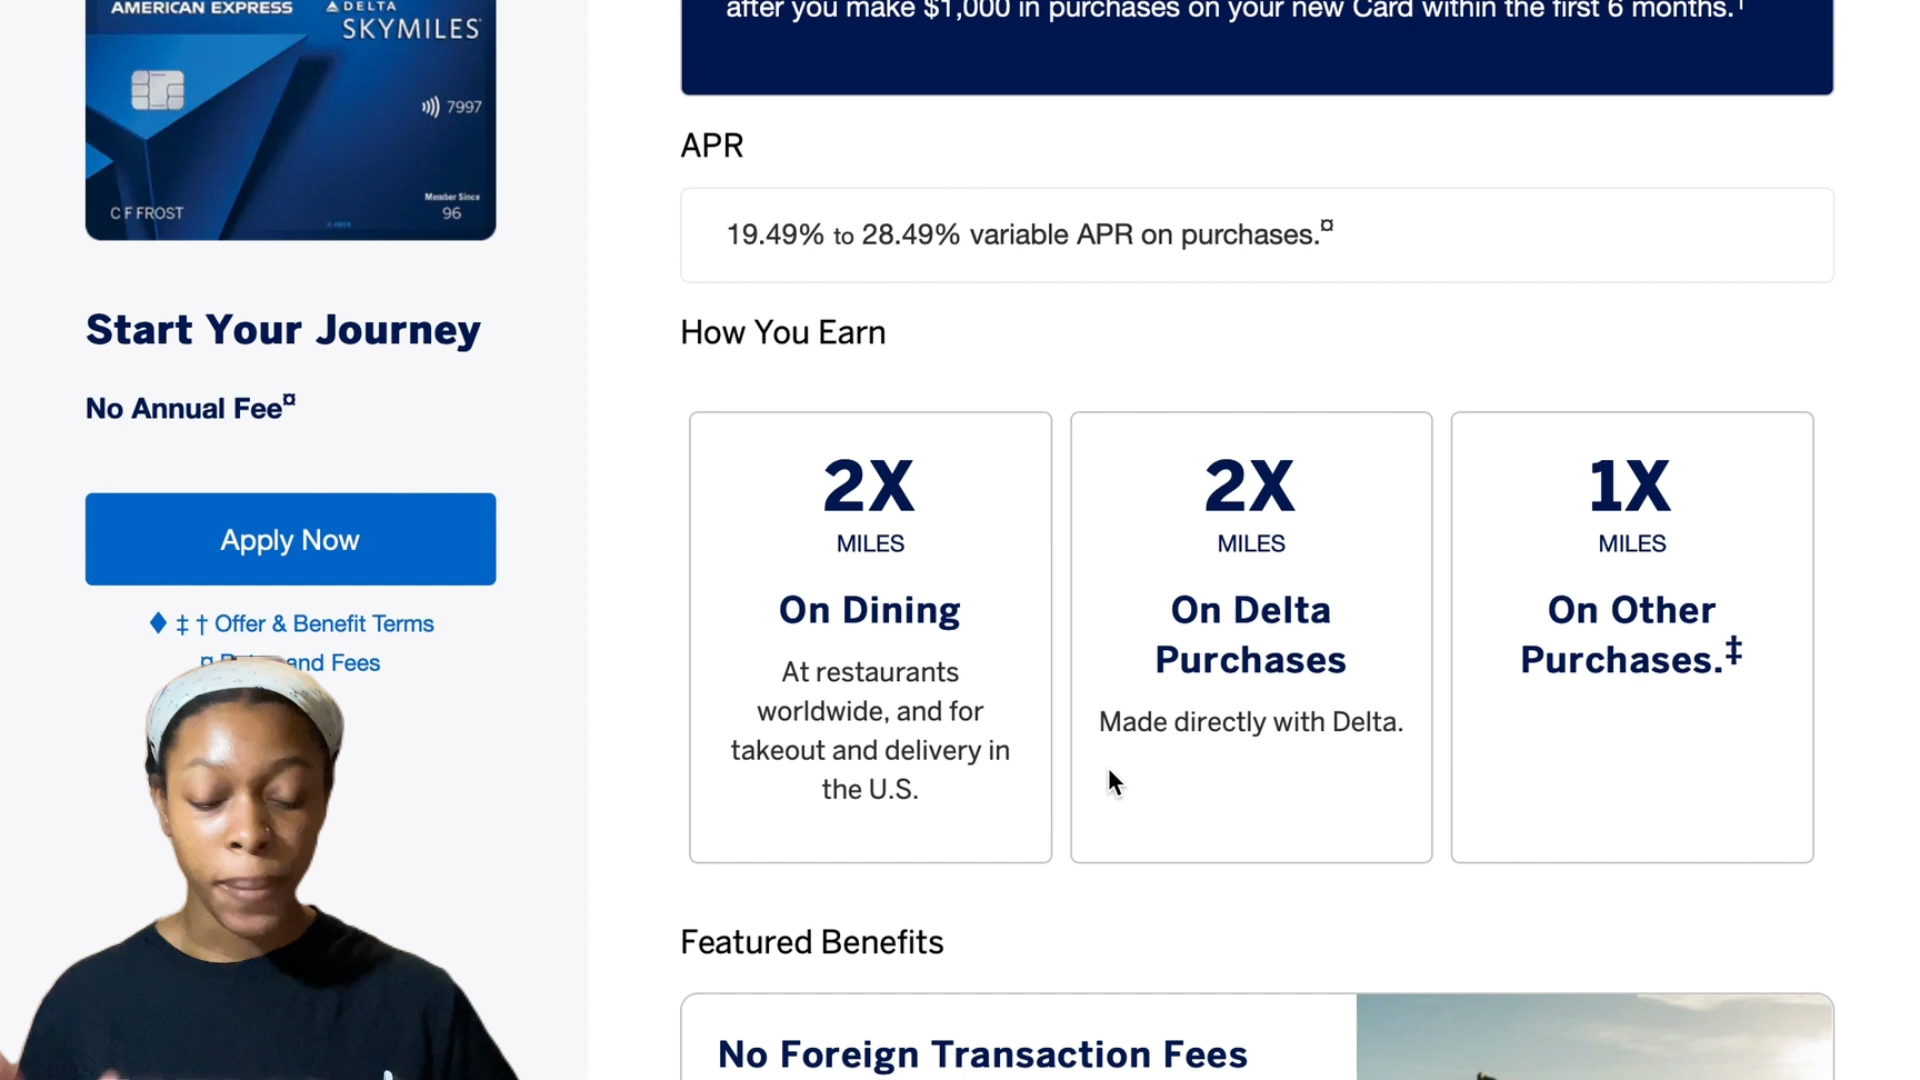 AMERICAN EXPRESS
DELTA
SKYMILES
7997
Member Since
C F FROST
96
Start Your Journey
No Annual Fee¤
Apply Now
♦ ‡ † Offer & Benefit Terms
and Fees
after you make $1,000 in purchases on your new Card within the first 6 months.†
APR
19.49% to 28.49% variable APR on purchases.¤
How You Earn
2X
MILES
On Dining
At restaurants
worldwide, and for
takeout and delivery in
the U.S.
2X
MILES
On Delta
Purchases
Made directly with Delta.
1X
MILES
On Other
Purchases.‡
Featured Benefits
No Foreign Transaction Fees